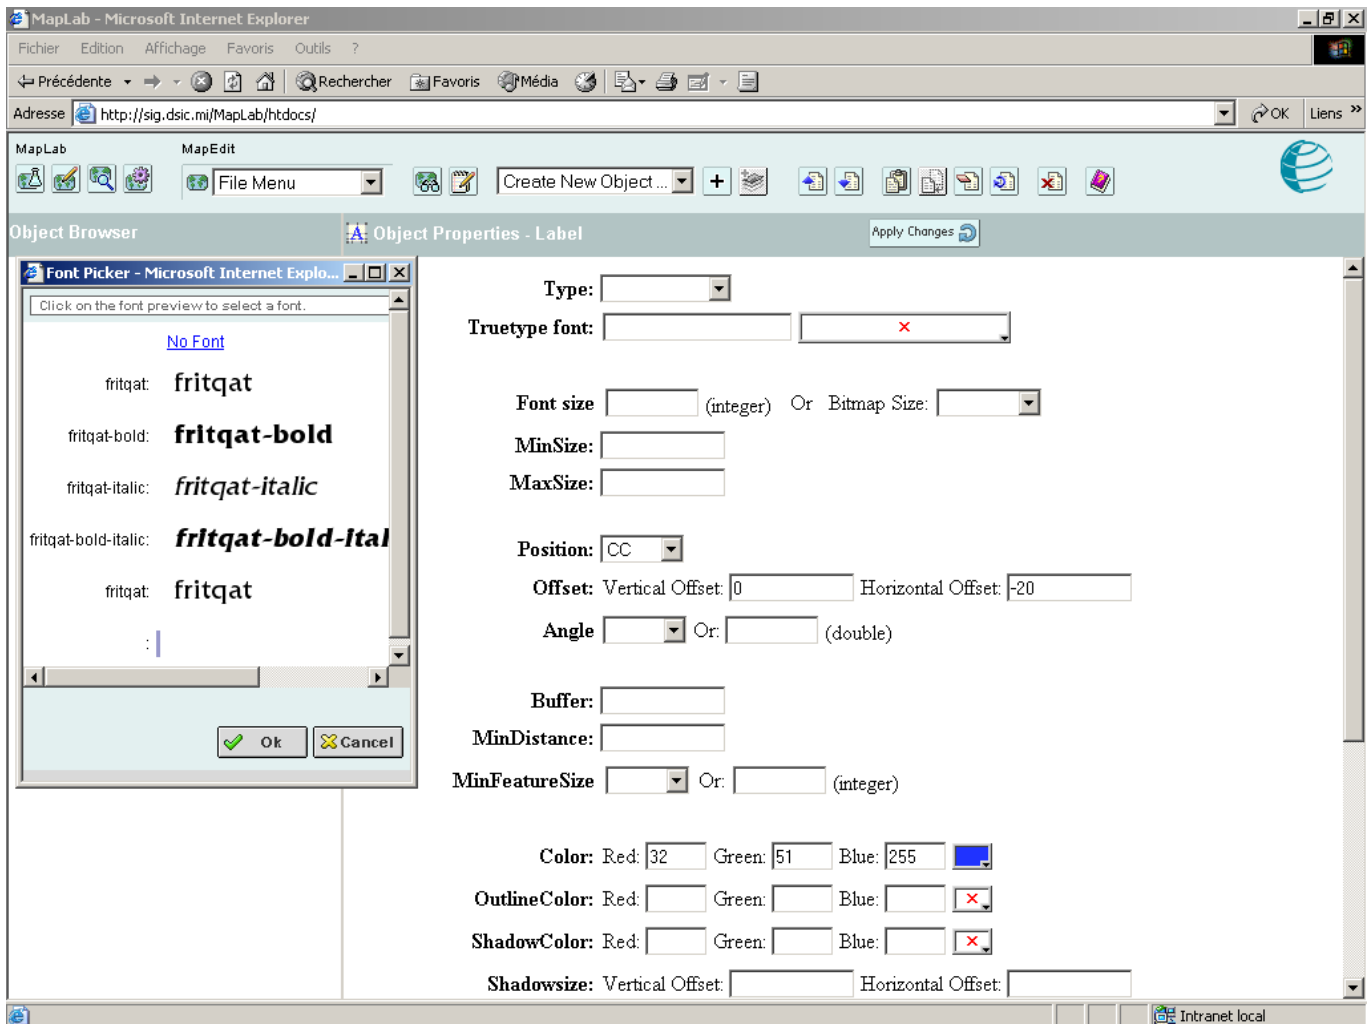 MapLab - Microsoft Internet Explorer
Fichier Edition Affichage Favoris Outils ?
Précédente Rechercher Favoris Média
Adresse http://sig.dsic.mi/MapLab/htdocs/ OK Liens »
MapLab MapEdit
File Menu Create New Object ... +
Object Browser A Object Properties - Label Apply Changes
Font Picker - Microsoft Internet Explo...
Click on the font preview to select a font.
No Font
fritqat: fritqat
fritqat-bold: fritqat-bold
fritqat-italic: fritqat-italic
fritqat-bold-italic: fritqat-bold-ital
fritqat: fritqat
:
Ok Cancel
Type:
Truetype font:
Font size (integer) Or Bitmap Size:
MinSize:
MaxSize:
Position: CC
Offset: Vertical Offset: 0 Horizontal Offset: -20
Angle Or: (double)
Buffer:
MinDistance:
MinFeatureSize Or: (integer)
Color: Red: 32 Green: 51 Blue: 255
OutlineColor: Red: Green: Blue:
ShadowColor: Red: Green: Blue:
Shadowsize: Vertical Offset: Horizontal Offset:
Intranet local